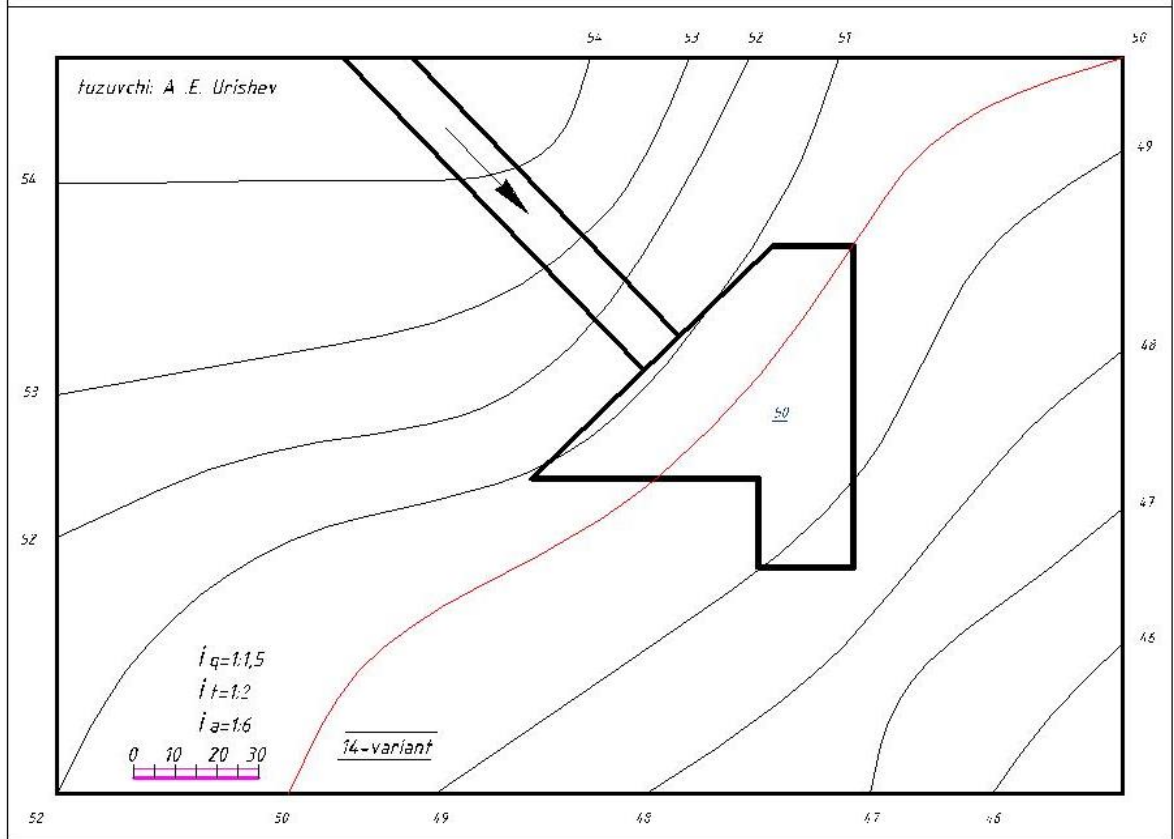 54 53 52 51 50
tuzuvchi: A .E. Urishev
49
54
48
53
50
47
52
46
i q=1:1,5
i t=1:2
i a=1:6
0 10 20 30
14-variant
52 50 49 48 47 46